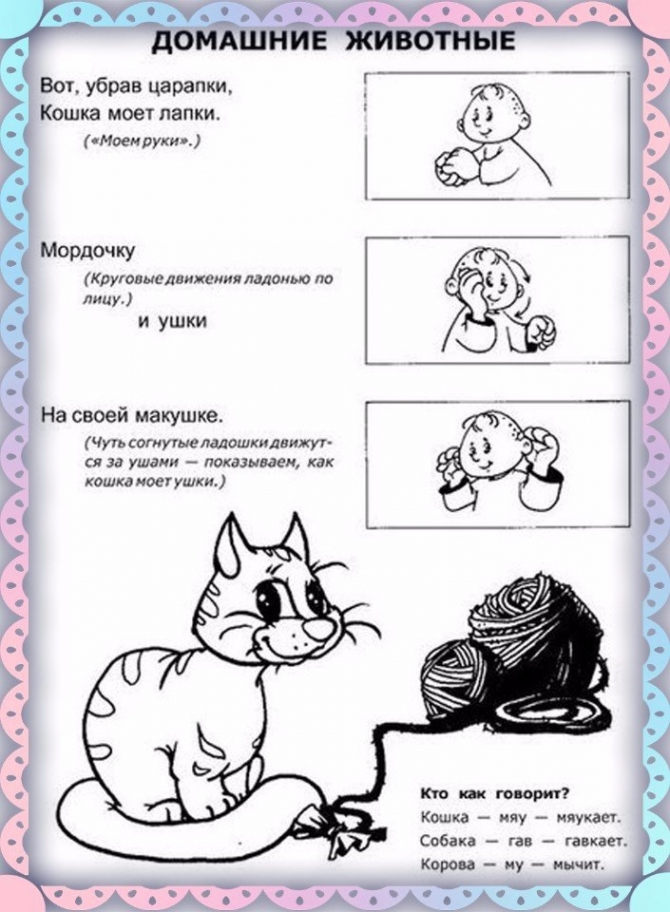 ДОМАШНИЕ ЖИВОТНЫЕ
Вот, убрав царапки,
Кошка моет лапки.
(«Моем руки».)
Мордочку
(Круговые движения ладонью по
лицу.)
и ушки
На своей макушке.
(Чуть согнутые ладошки движут-
ся за ушами — показываем, как
кошка моет ушки.)
Кто как говорит?
Кошка — мяу — мяукает.
Собака — гав — гавкает.
Корова — му — мычит.